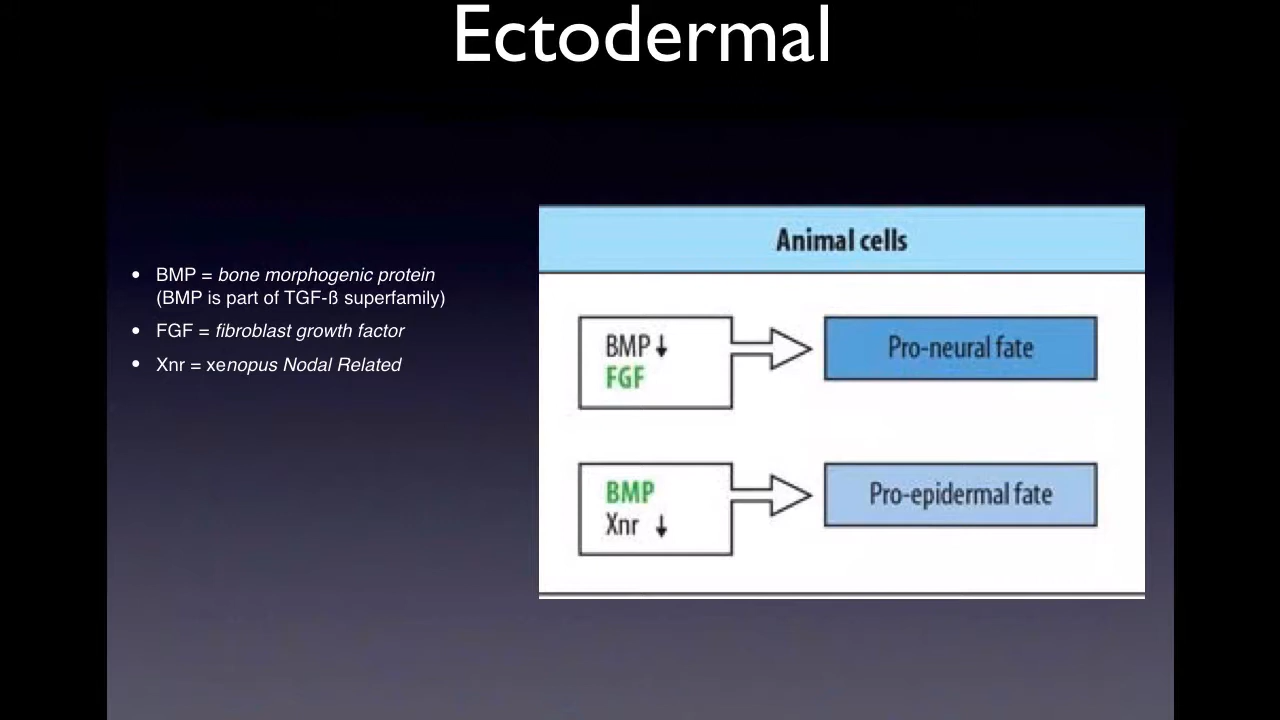 Ectodermal
• BMP = bone morphogenic protein
(BMP is part of TGF-ß superfamily)
• FGF = fibroblast growth factor
• Xnr = xenopus Nodal Related
Animal cells
BMP↓
FGF
Pro-neural fate
BMP
Xnr ↓
Pro-epidermal fate